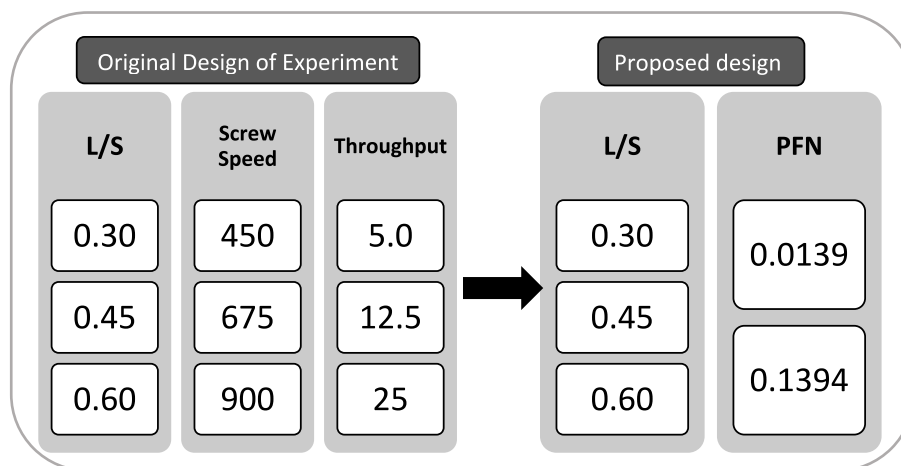 Original Design of Experiment
L/S
Screw
Speed
Throughput
0.30
450
5.0
0.45
675
12.5
0.60
900
25
Proposed design
L/S
PFN
0.30
0.45
0.60
0.0139
0.1394